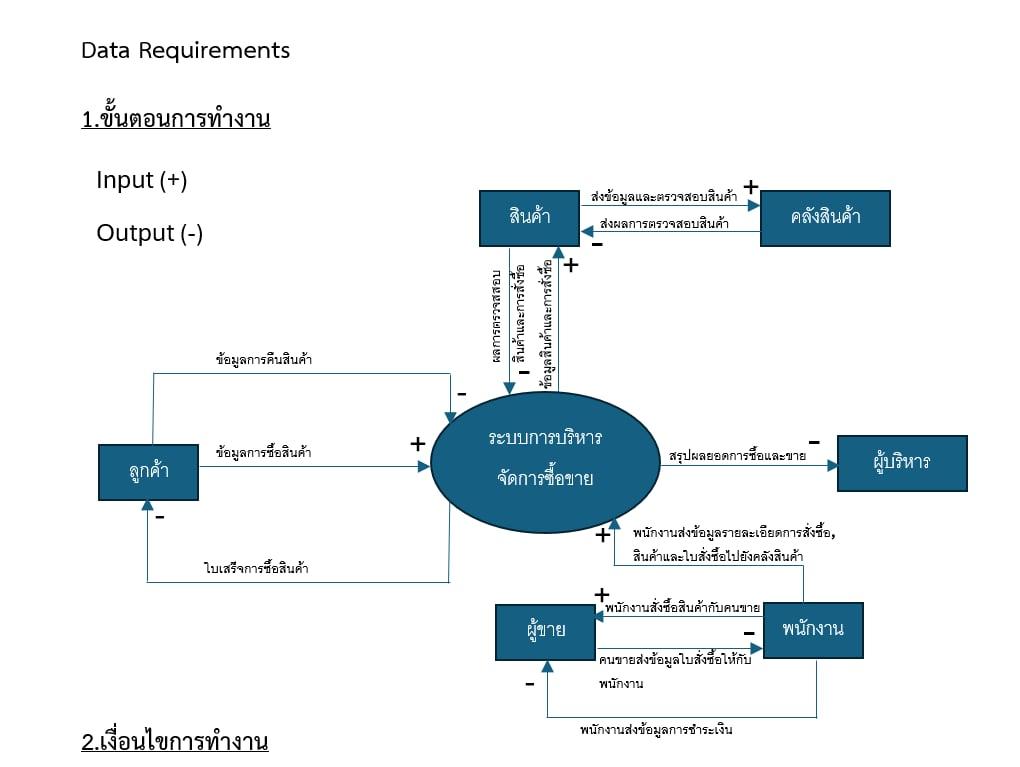 Data Requirements
1.ขั้นตอนการทำงาน
Input (+)
Output (-)
สินค้า
ส่งข้อมูลและตรวจสอบสินค้า
+
ส่งผลการตรวจสอบสินค้า
-
คลังสินค้า
ผลการตรวจสสอบ
สินค้าและการสั่งซื้อ
-
ข้อมูลสินค้าและการสั่งซื้อ
+
ข้อมูลการคืนสินค้า
-
ลูกค้า
ข้อมูลการซื้อสินค้า
+
ระบบการบริหาร
จัดการซื้อขาย
สรุปผลยอดการซื้อและขาย
-
ผู้บริหาร
-
ใบเสร็จการซื้อสินค้า
+
พนักงานส่งข้อมูลรายละเอียดการสั่งซื้อ,
สินค้าและใบสั่งซื้อไปยังคลังสินค้า
ผู้ขาย
+
พนักงานสั่งซื้อสินค้ากับคนขาย
-
พนักงาน
คนขายส่งข้อมูลใบสั่งซื้อให้กับ
พนักงาน
-
พนักงานส่งข้อมูลการชำระเงิน
2.เงื่อนไขการทำงาน